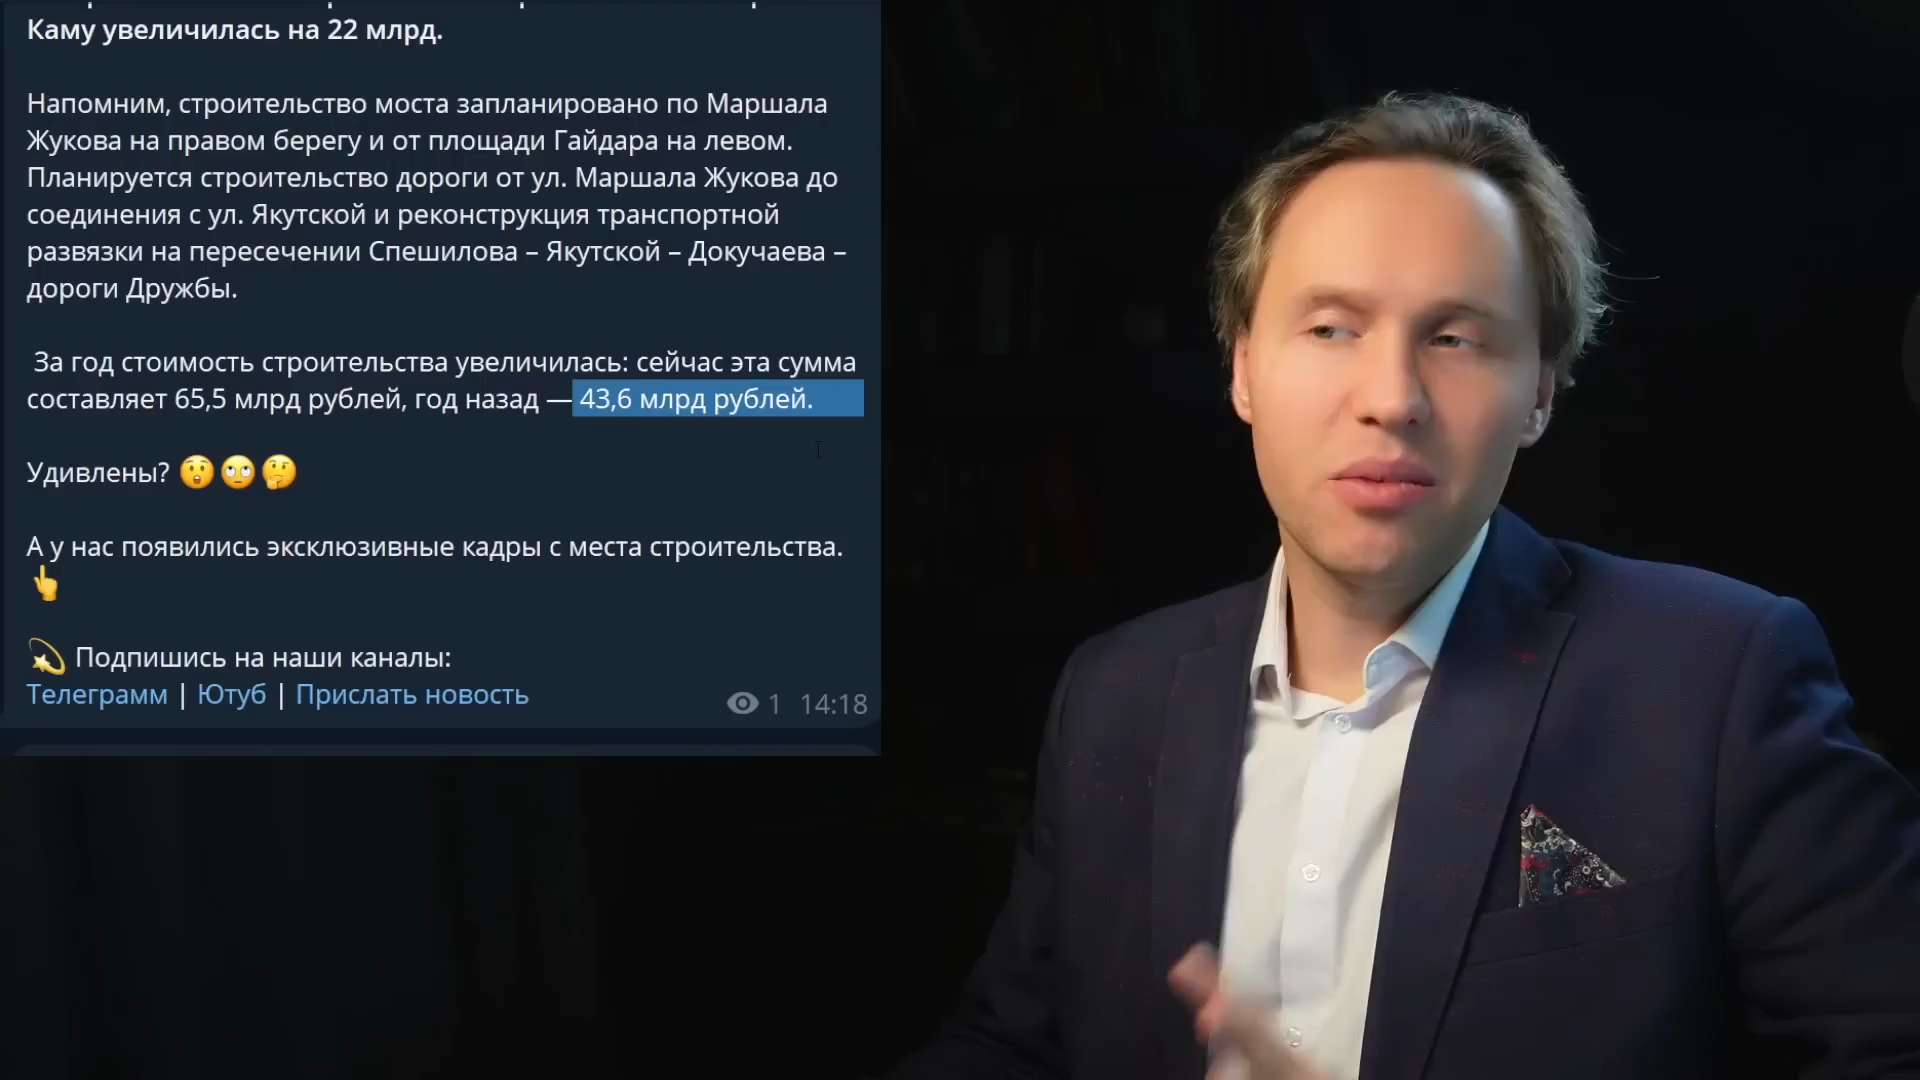 Каму увеличилась на 22 млрд.
Напомним, строительство моста запланировано по Маршала
Жукова на правом берегу и от площади Гайдара на левом.
Планируется строительство дороги от ул. Маршала Жукова до
соединения с ул. Якутской и реконструкция транспортной
развязки на пересечении Спешилова – Якутской – Докучаева –
дороги Дружбы.
За год стоимость строительства увеличилась: сейчас эта сумма
составляет 65,5 млрд рублей, год назад — 43,6 млрд рублей.
Удивлены? 😲🙄🤔
А у нас появились эксклюзивные кадры с места строительства.
👆
💫 Подпишись на наши каналы:
Телеграмм | Ютуб | Прислать новость
1 14:18